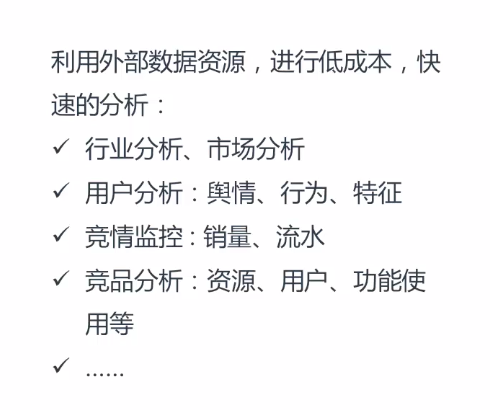 利用外部数据资源，进行低成本，快
速的分析：
✓ 行业分析、市场分析
✓ 用户分析：舆情、行为、特征
✓ 竞情监控：销量、流水
✓ 竞品分析：资源、用户、功能使
用等
✓ ……